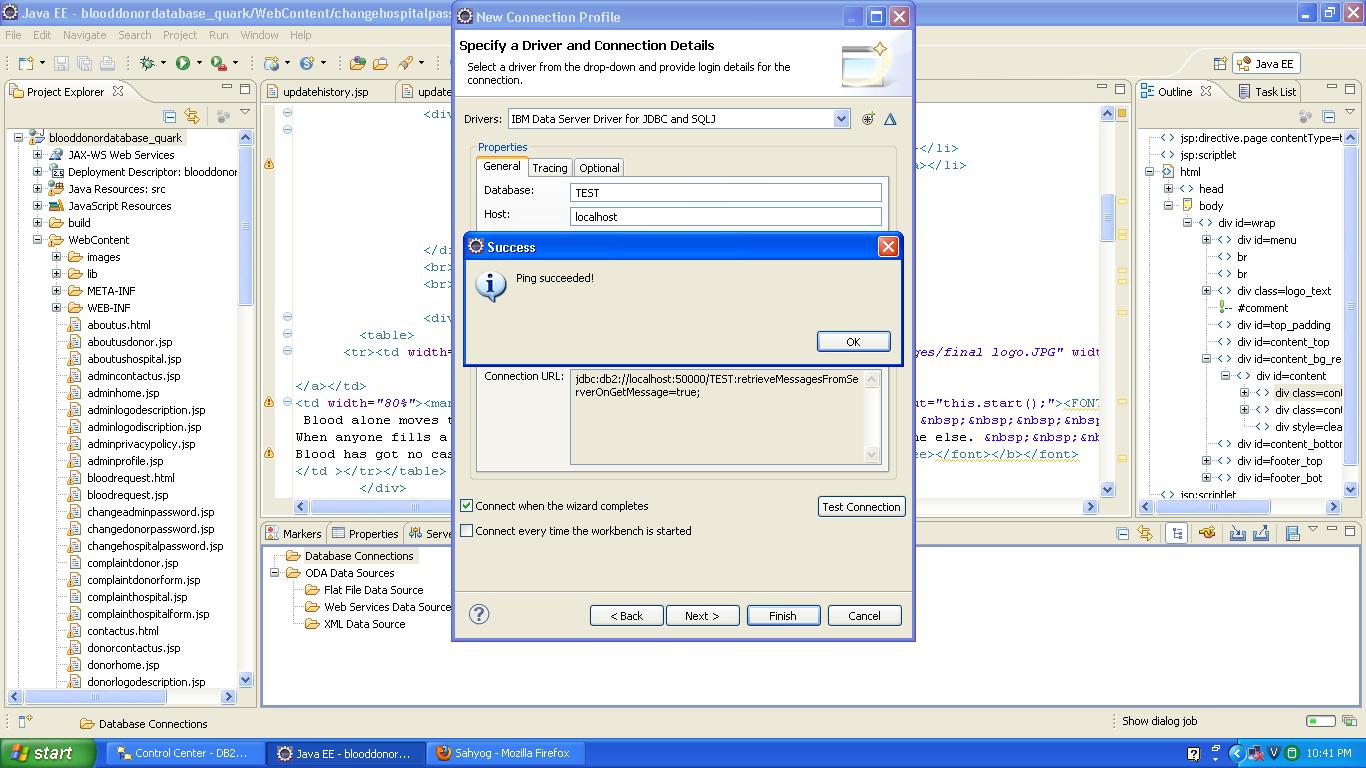 Java EE - blooddonordatabase_quark/WebContent/changehospitalpas
New Connection Profile
File Edit Navigate Search Project Run Window Help
Java EE
Specify a Driver and Connection Details
Select a driver from the drop-down and provide login details for the
connection.
Drivers: IBM Data Server Driver for JDBC and SQLJ
Properties
General Tracing Optional
Database: TEST
Host: localhost
Success
Ping succeeded!
OK
Connection URL: jdbc:db2://localhost:50000/TEST:retrieveMessagesFromSe
rverOnGetMessage=true;
Connect when the wizard completes
Test Connection
Connect every time the workbench is started
< Back Next > Finish Cancel
Project Explorer
blooddonordatabase_quark
JAX-WS Web Services
Deployment Descriptor: blooddonor
Java Resources: src
JavaScript Resources
build
WebContent
images
lib
META-INF
WEB-INF
aboutus.html
aboutusdonor.jsp
aboutushospital.jsp
admincontactus.jsp
adminhome.jsp
adminlogodescription.jsp
adminlogodiscription.jsp
adminprivacypolicy.jsp
adminprofile.jsp
bloodrequest.html
bloodrequest.jsp
changeadminpassword.jsp
changedonorpassword.jsp
changehospitalpassword.jsp
complaintdonor.jsp
complaintdonorform.jsp
complainthospital.jsp
complainthospitalform.jsp
contactus.html
donorcontactus.jsp
donorhome.jsp
donorlogodescription.jsp
updatehistory.jsp
updat
<div
</li>
></li>
</di
<br>
<br>
<div
<table>
<tr><td width= ges/final logo.JPG" widt
</a></td>
<td width="80%"><mar ut="this.start();"><FONT
Blood alone moves t &nbsp;&nbsp;&nbs
When anyone fills a e else. &nbsp;&nbsp;&nbs
Blood has got no cas ee></font></b></font>
</td ></tr></table>
</div>
Markers Properties Serve
Database Connections
ODA Data Sources
Flat File Data Source
Web Services Data Source
XML Data Source
Outline Task List
jsp:directive.page contentType=t
jsp:scriptlet
html
head
body
div id=wrap
div id=menu
br
br
div class=logo_text
#comment
div id=top_padding
div id=content_top
div id=content_bg_re
div id=content
div class=con
div class=con
div style=clea
div id=content_bottom
div id=footer_top
div id=footer_bot
jsp:scriptlet
Database Connections
Show dialog job
start
Control Center - DB2...
Java EE - blooddonor...
Sahyog - Mozilla Firefox
10:41 PM